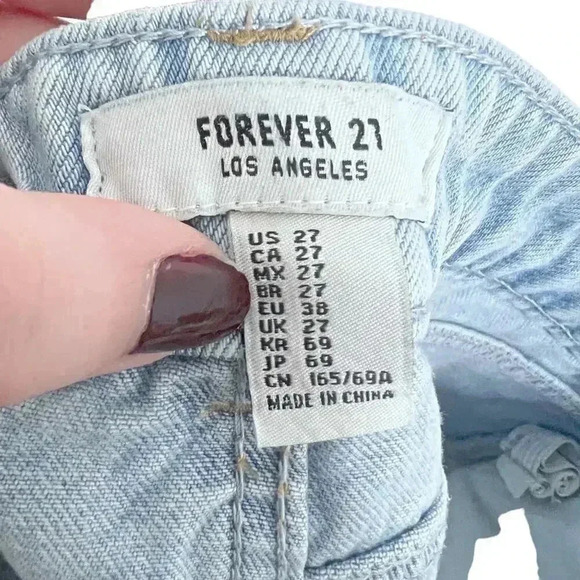 FOREVER 21
LOS ANGELES
US 27
CA 27
MX 27
BR 27
EU 38
UK 27
KR 69
JP 69
CN 165/69A
MADE IN CHINA